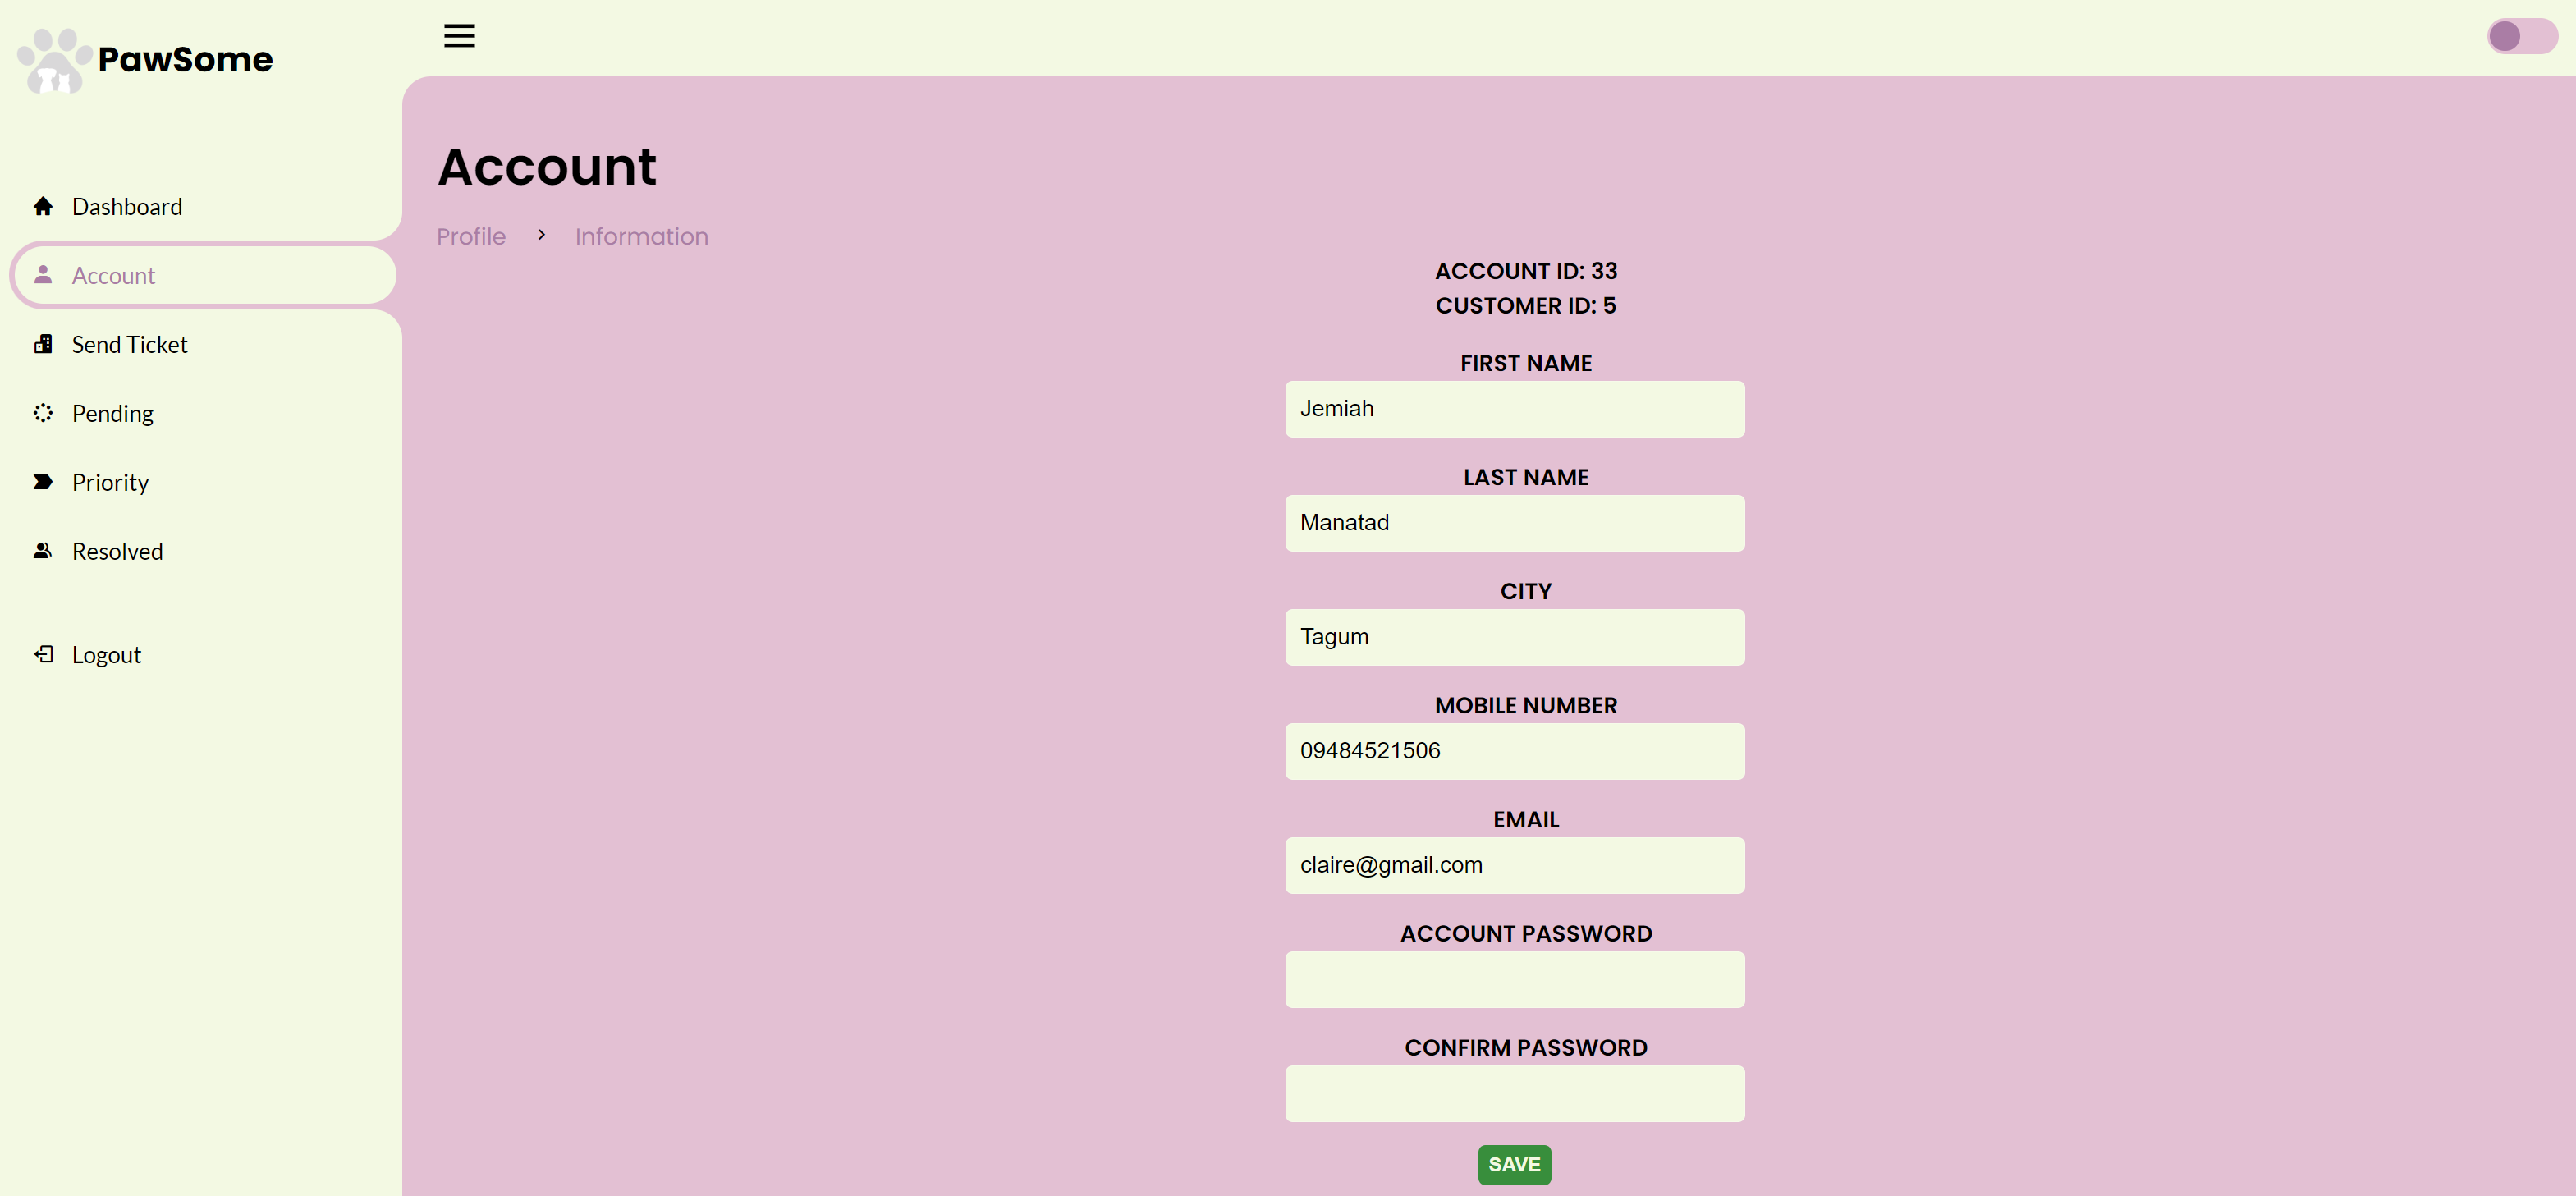 PawSome
Dashboard
Account
Send Ticket
Pending
Priority
Resolved
Logout
Account
Profile > Information
ACCOUNT ID: 33
CUSTOMER ID: 5
FIRST NAME
Jemiah
LAST NAME
Manatad
CITY
Tagum
MOBILE NUMBER
09484521506
EMAIL
claire@gmail.com
ACCOUNT PASSWORD
CONFIRM PASSWORD
SAVE